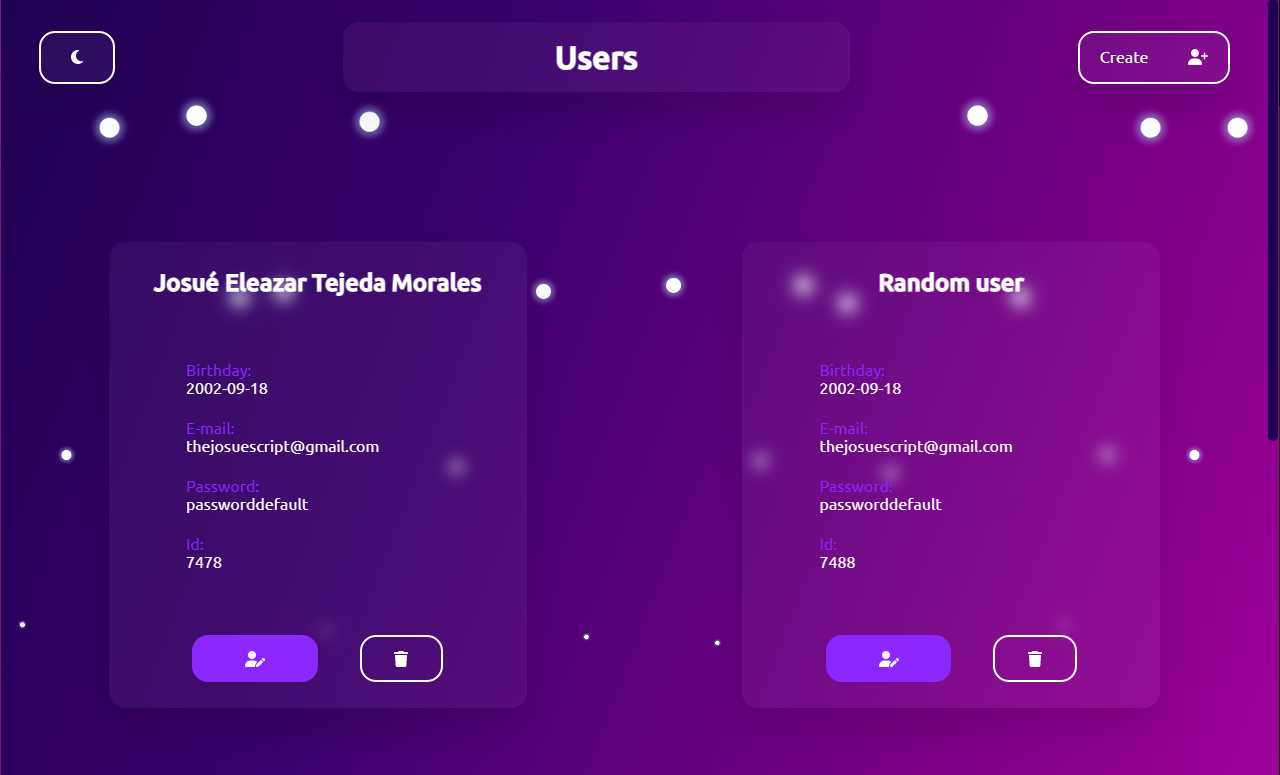 Users
Create
Josué Eleazar Tejeda Morales
Birthday:
2002-09-18
E-mail:
thejosuescript@gmail.com
Password:
passworddefault
Id:
7478
Random user
Birthday:
2002-09-18
E-mail:
thejosuescript@gmail.com
Password:
passworddefault
Id:
7488